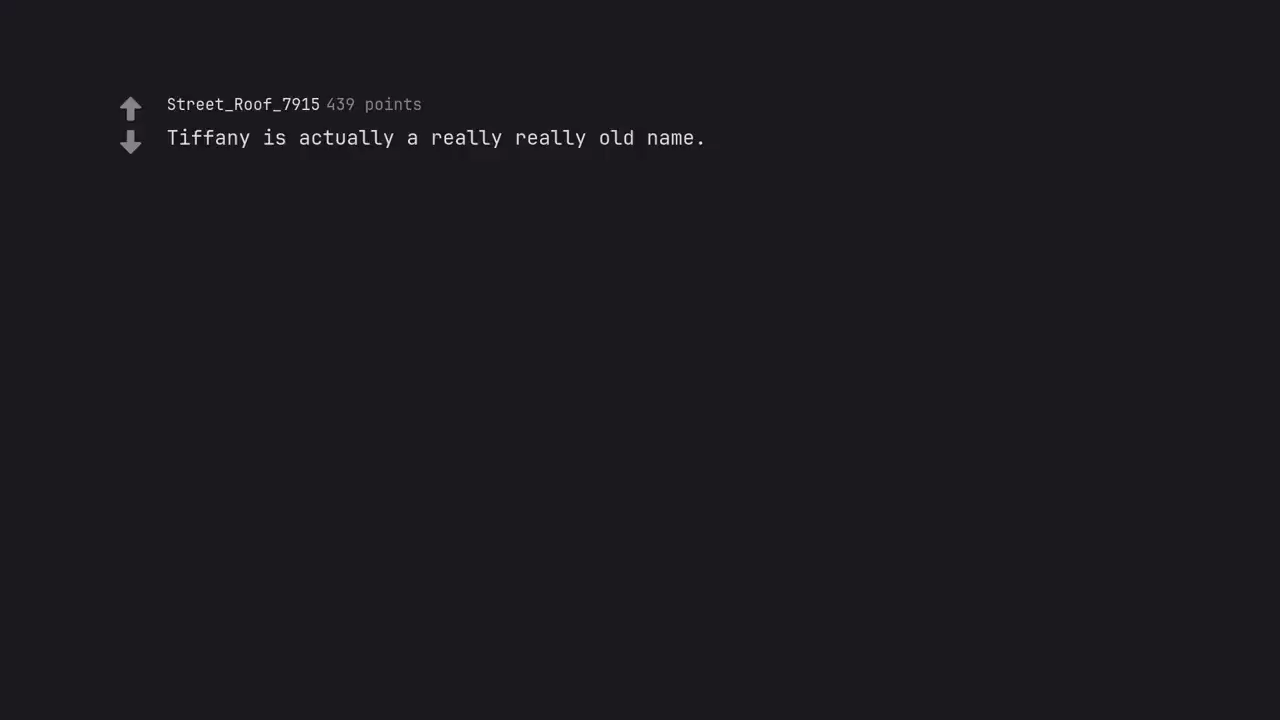 Street_Roof_7915 439 points
Tiffany is actually a really really old name.